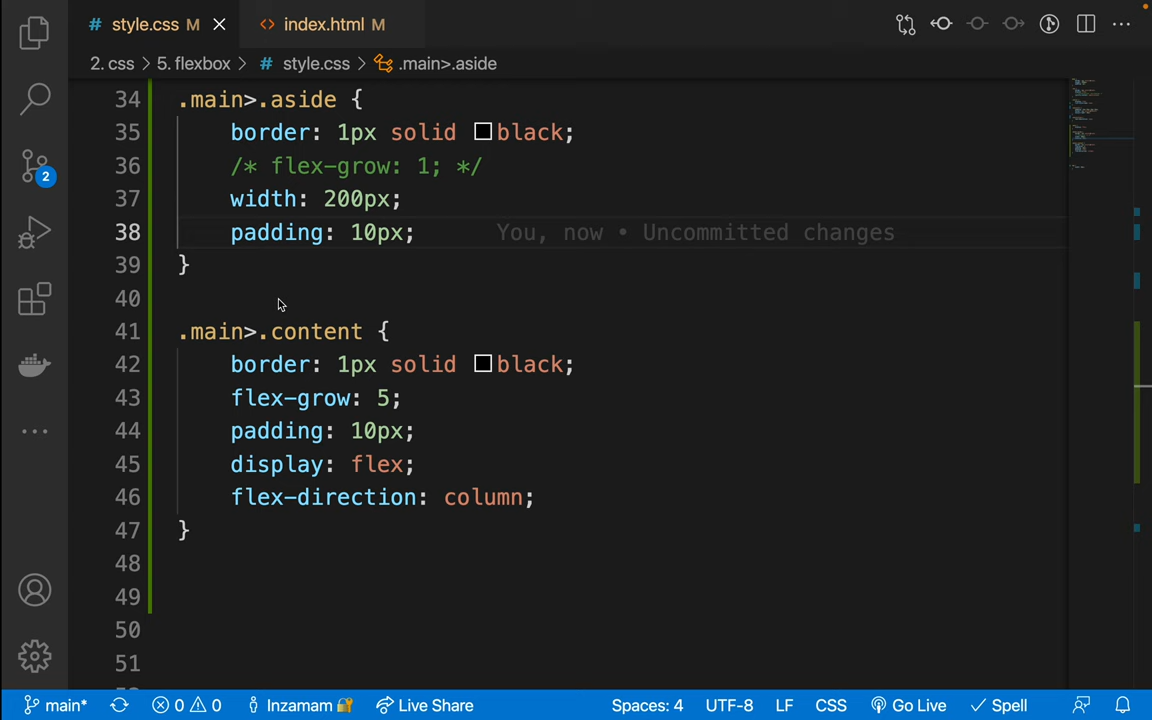 # style.css M ×
<> index.html M
2. css > 5. flexbox > # style.css > .main>.aside
34 .main>.aside {
35 border: 1px solid black;
36 /* flex-grow: 1; */
37 width: 200px;
38 padding: 10px; You, now • Uncommitted changes
39 }
40
41 .main>.content {
42 border: 1px solid black;
43 flex-grow: 5;
44 padding: 10px;
45 display: flex;
46 flex-direction: column;
47 }
48
49
50
51
2
main* 0 0 Inzamam 🔐 Live Share Spaces: 4 UTF-8 LF CSS Go Live Spell